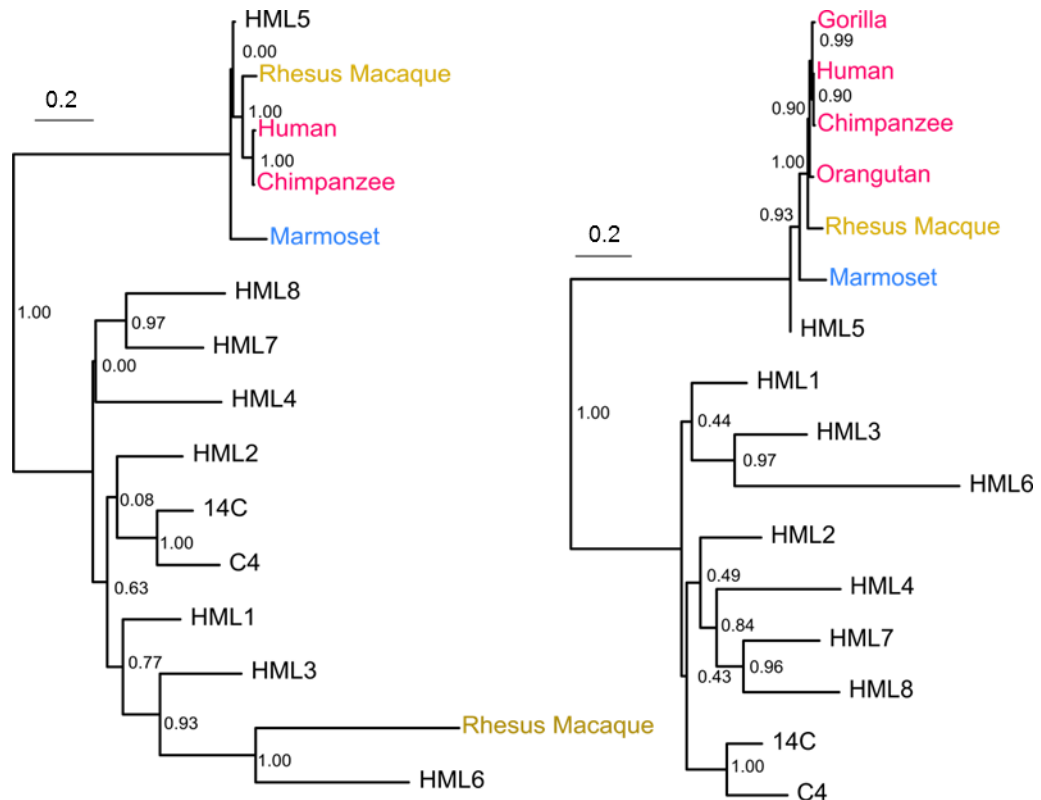 HML5
0.00
Rhesus Macaque
0.2
1.00
Human
1.00
Chimpanzee
Marmoset
HML8
1.00
0.97
HML7
0.00
HML4
HML2
0.08
14C
1.00
C4
0.63
HML1
0.77
HML3
0.93
Rhesus Macaque
1.00
HML6
Gorilla
0.99
Human
0.90
0.90
Chimpanzee
1.00
Orangutan
0.93
Rhesus Macque
0.2
Marmoset
HML5
HML1
1.00
0.44
HML3
0.97
HML6
HML2
0.49
HML4
0.84
HML7
0.43
0.96
HML8
14C
1.00
C4